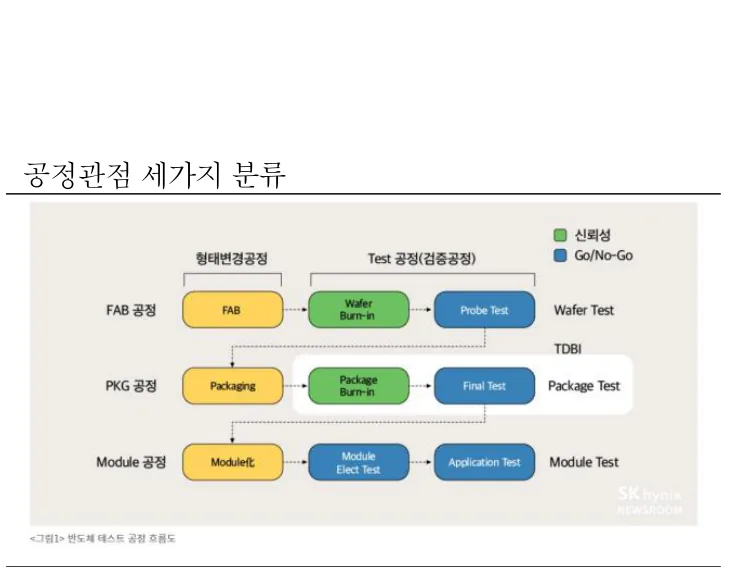 공정관점 세가지 분류
신뢰성
Go/No-Go
형태변경공정
Test 공정(검증공정)
FAB 공정
FAB
Wafer
Burn-in
Probe Test
Wafer Test
TDBI
PKG 공정
Packaging
Package
Burn-in
Final Test
Package Test
Module 공정
Module化
Module
Elect Test
Application Test
Module Test
SK hynix
NEWSROOM
<그림1> 반도체 테스트 공정 흐름도